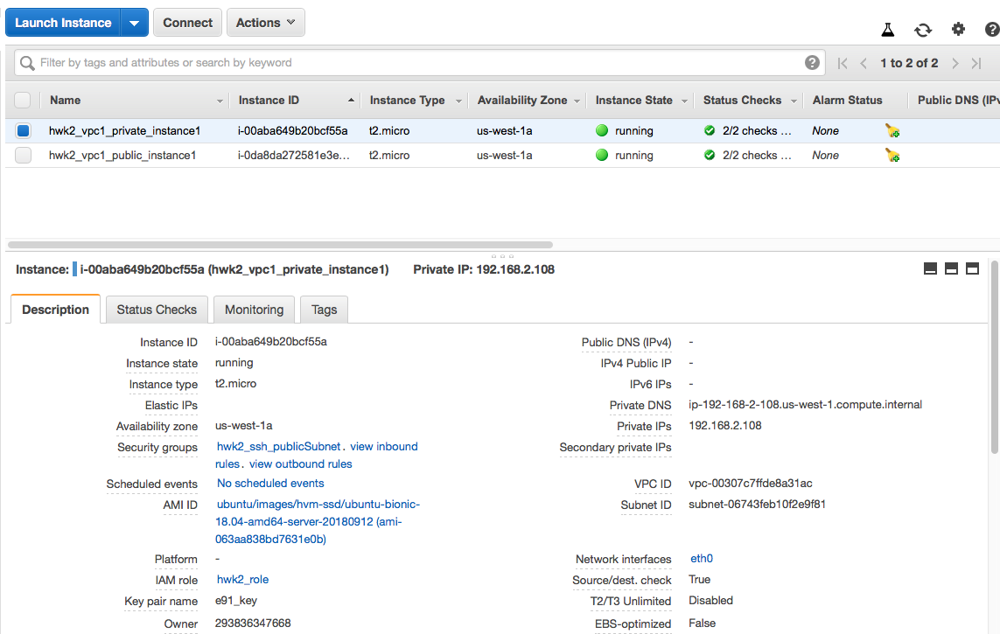 Launch Instance Connect Actions
Filter by tags and attributes or search by keyword 1 to 2 of 2
Name Instance ID Instance Type Availability Zone Instance State Status Checks Alarm Status Public DNS (IPv
hwk2_vpc1_private_instance1 i-00aba649b20bcf55a t2.micro us-west-1a running 2/2 checks ... None
hwk2_vpc1_public_instance1 i-0da8da272581e3e... t2.micro us-west-1a running 2/2 checks ... None
Instance: i-00aba649b20bcf55a (hwk2_vpc1_private_instance1) Private IP: 192.168.2.108
Description Status Checks Monitoring Tags
Instance ID i-00aba649b20bcf55a Public DNS (IPv4) -
Instance state running IPv4 Public IP -
Instance type t2.micro IPv6 IPs -
Elastic IPs Private DNS ip-192-168-2-108.us-west-1.compute.internal
Availability zone us-west-1a Private IPs 192.168.2.108
Security groups hwk2_ssh_publicSubnet. view inbound Secondary private IPs
rules. view outbound rules
Scheduled events No scheduled events VPC ID vpc-00307c7ffde8a31ac
AMI ID ubuntu/images/hvm-ssd/ubuntu-bionic- Subnet ID subnet-06743feb10f2e9f81
18.04-amd64-server-20180912 (ami-
063aa838bd7631e0b)
Platform - Network interfaces eth0
IAM role hwk2_role Source/dest. check True
Key pair name e91_key T2/T3 Unlimited Disabled
Owner 293836347668 EBS-optimized False